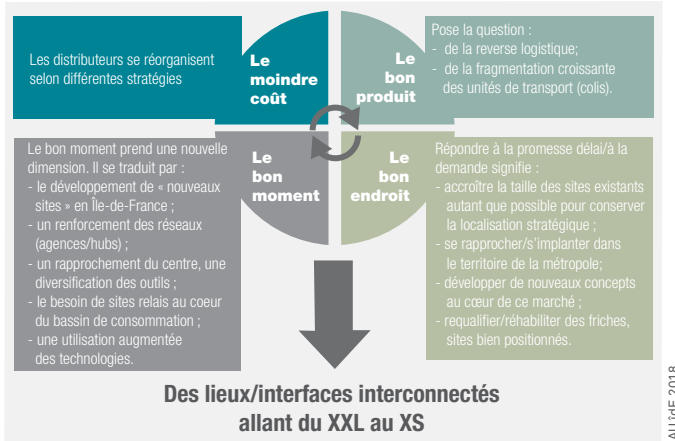 Les distributeurs se réorganisent
selon différentes stratégies
Le
moindre
coût
Le
bon
produit
Pose la question :
- de la reverse logistique;
- de la fragmentation croissante
des unités de transport (colis).
Le bon moment prend une nouvelle
dimension. Il se traduit par :
- le développement de « nouveaux
sites » en Île-de-France ;
- un renforcement des réseaux
(agences/hubs) ;
- un rapprochement du centre, une
diversification des outils ;
- le besoin de sites relais au coeur
du bassin de consommation ;
- une utilisation augmentée
des technologies.
Le
bon
moment
Le
bon
endroit
Répondre à la promesse délai/à la
demande signifie :
- accroître la taille des sites existants
autant que possible pour conserver
la localisation stratégique ;
- se rapprocher/s’implanter dans
le territoire de la métropole;
- développer de nouveaux concepts
au cœur de ce marché ;
- requalifier/réhabiliter des friches,
sites bien positionnés.
Des lieux/interfaces interconnectés
allant du XXL au XS
2018